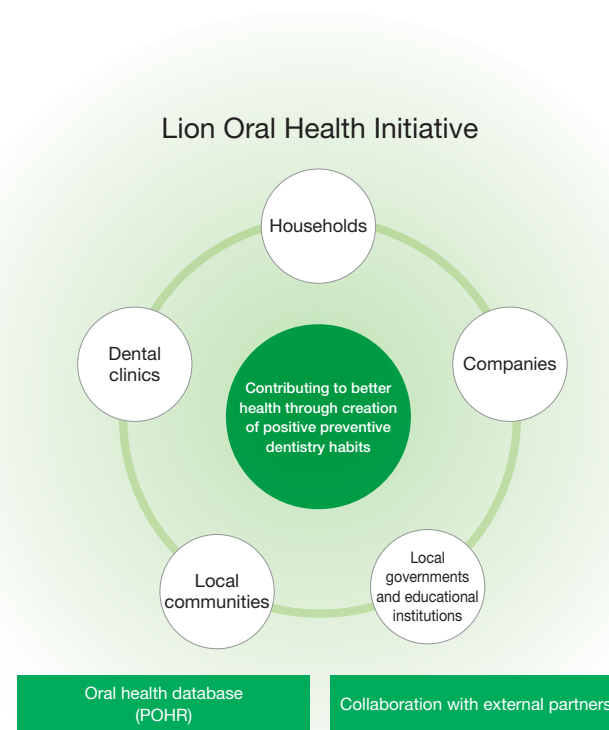 Lion Oral Health Initiative
Households
Dental
clinics
Companies
Contributing to better
health through creation
of positive preventive
dentistry habits
Local
communities
Local
governments
and educational
institutions
Oral health database
(POHR)
Collaboration with external partners